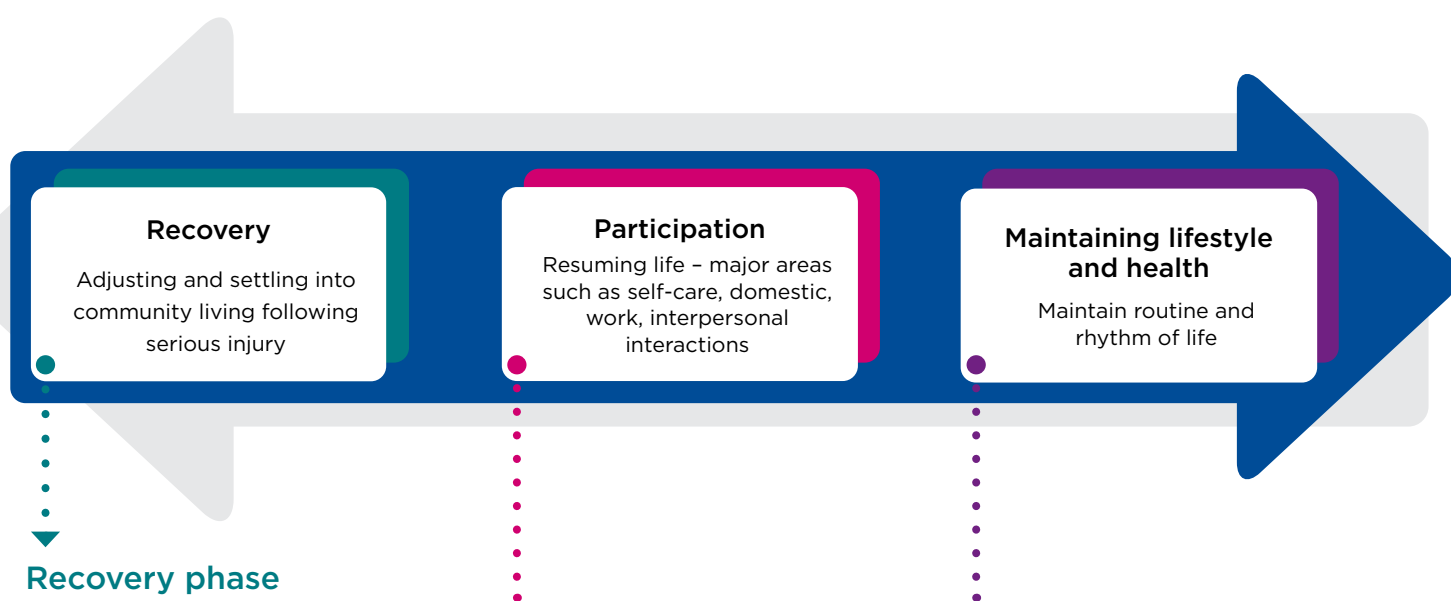 Recovery
Adjusting and settling into
community living following
serious injury
Participation
Resuming life – major areas
such as self-care, domestic,
work, interpersonal
interactions
Maintaining lifestyle
and health
Maintain routine and
rhythm of life
Recovery phase